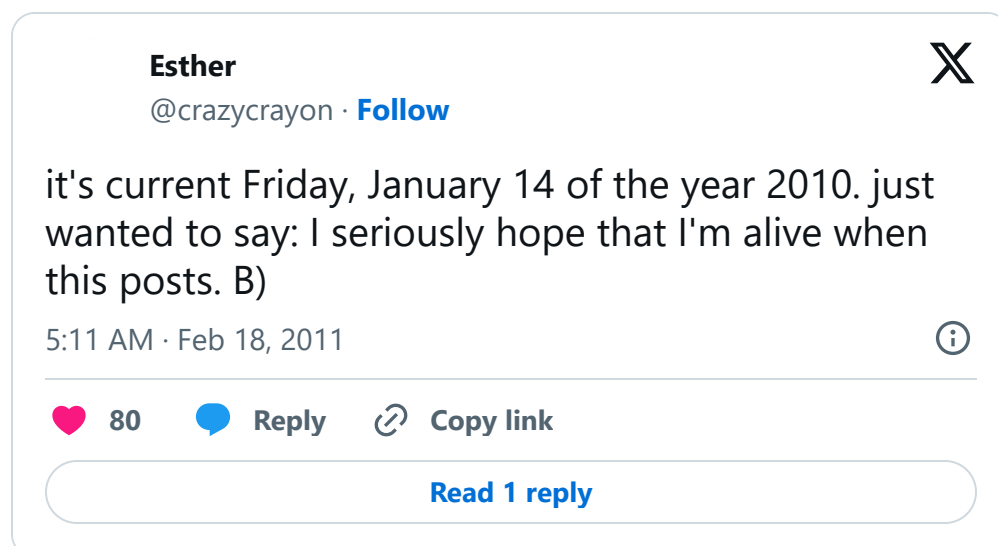 Esther
@crazycrayon · Follow
it's current Friday, January 14 of the year 2010. just
wanted to say: I seriously hope that I'm alive when
this posts. B)
5:11 AM · Feb 18, 2011
80 Reply Copy link
Read 1 reply